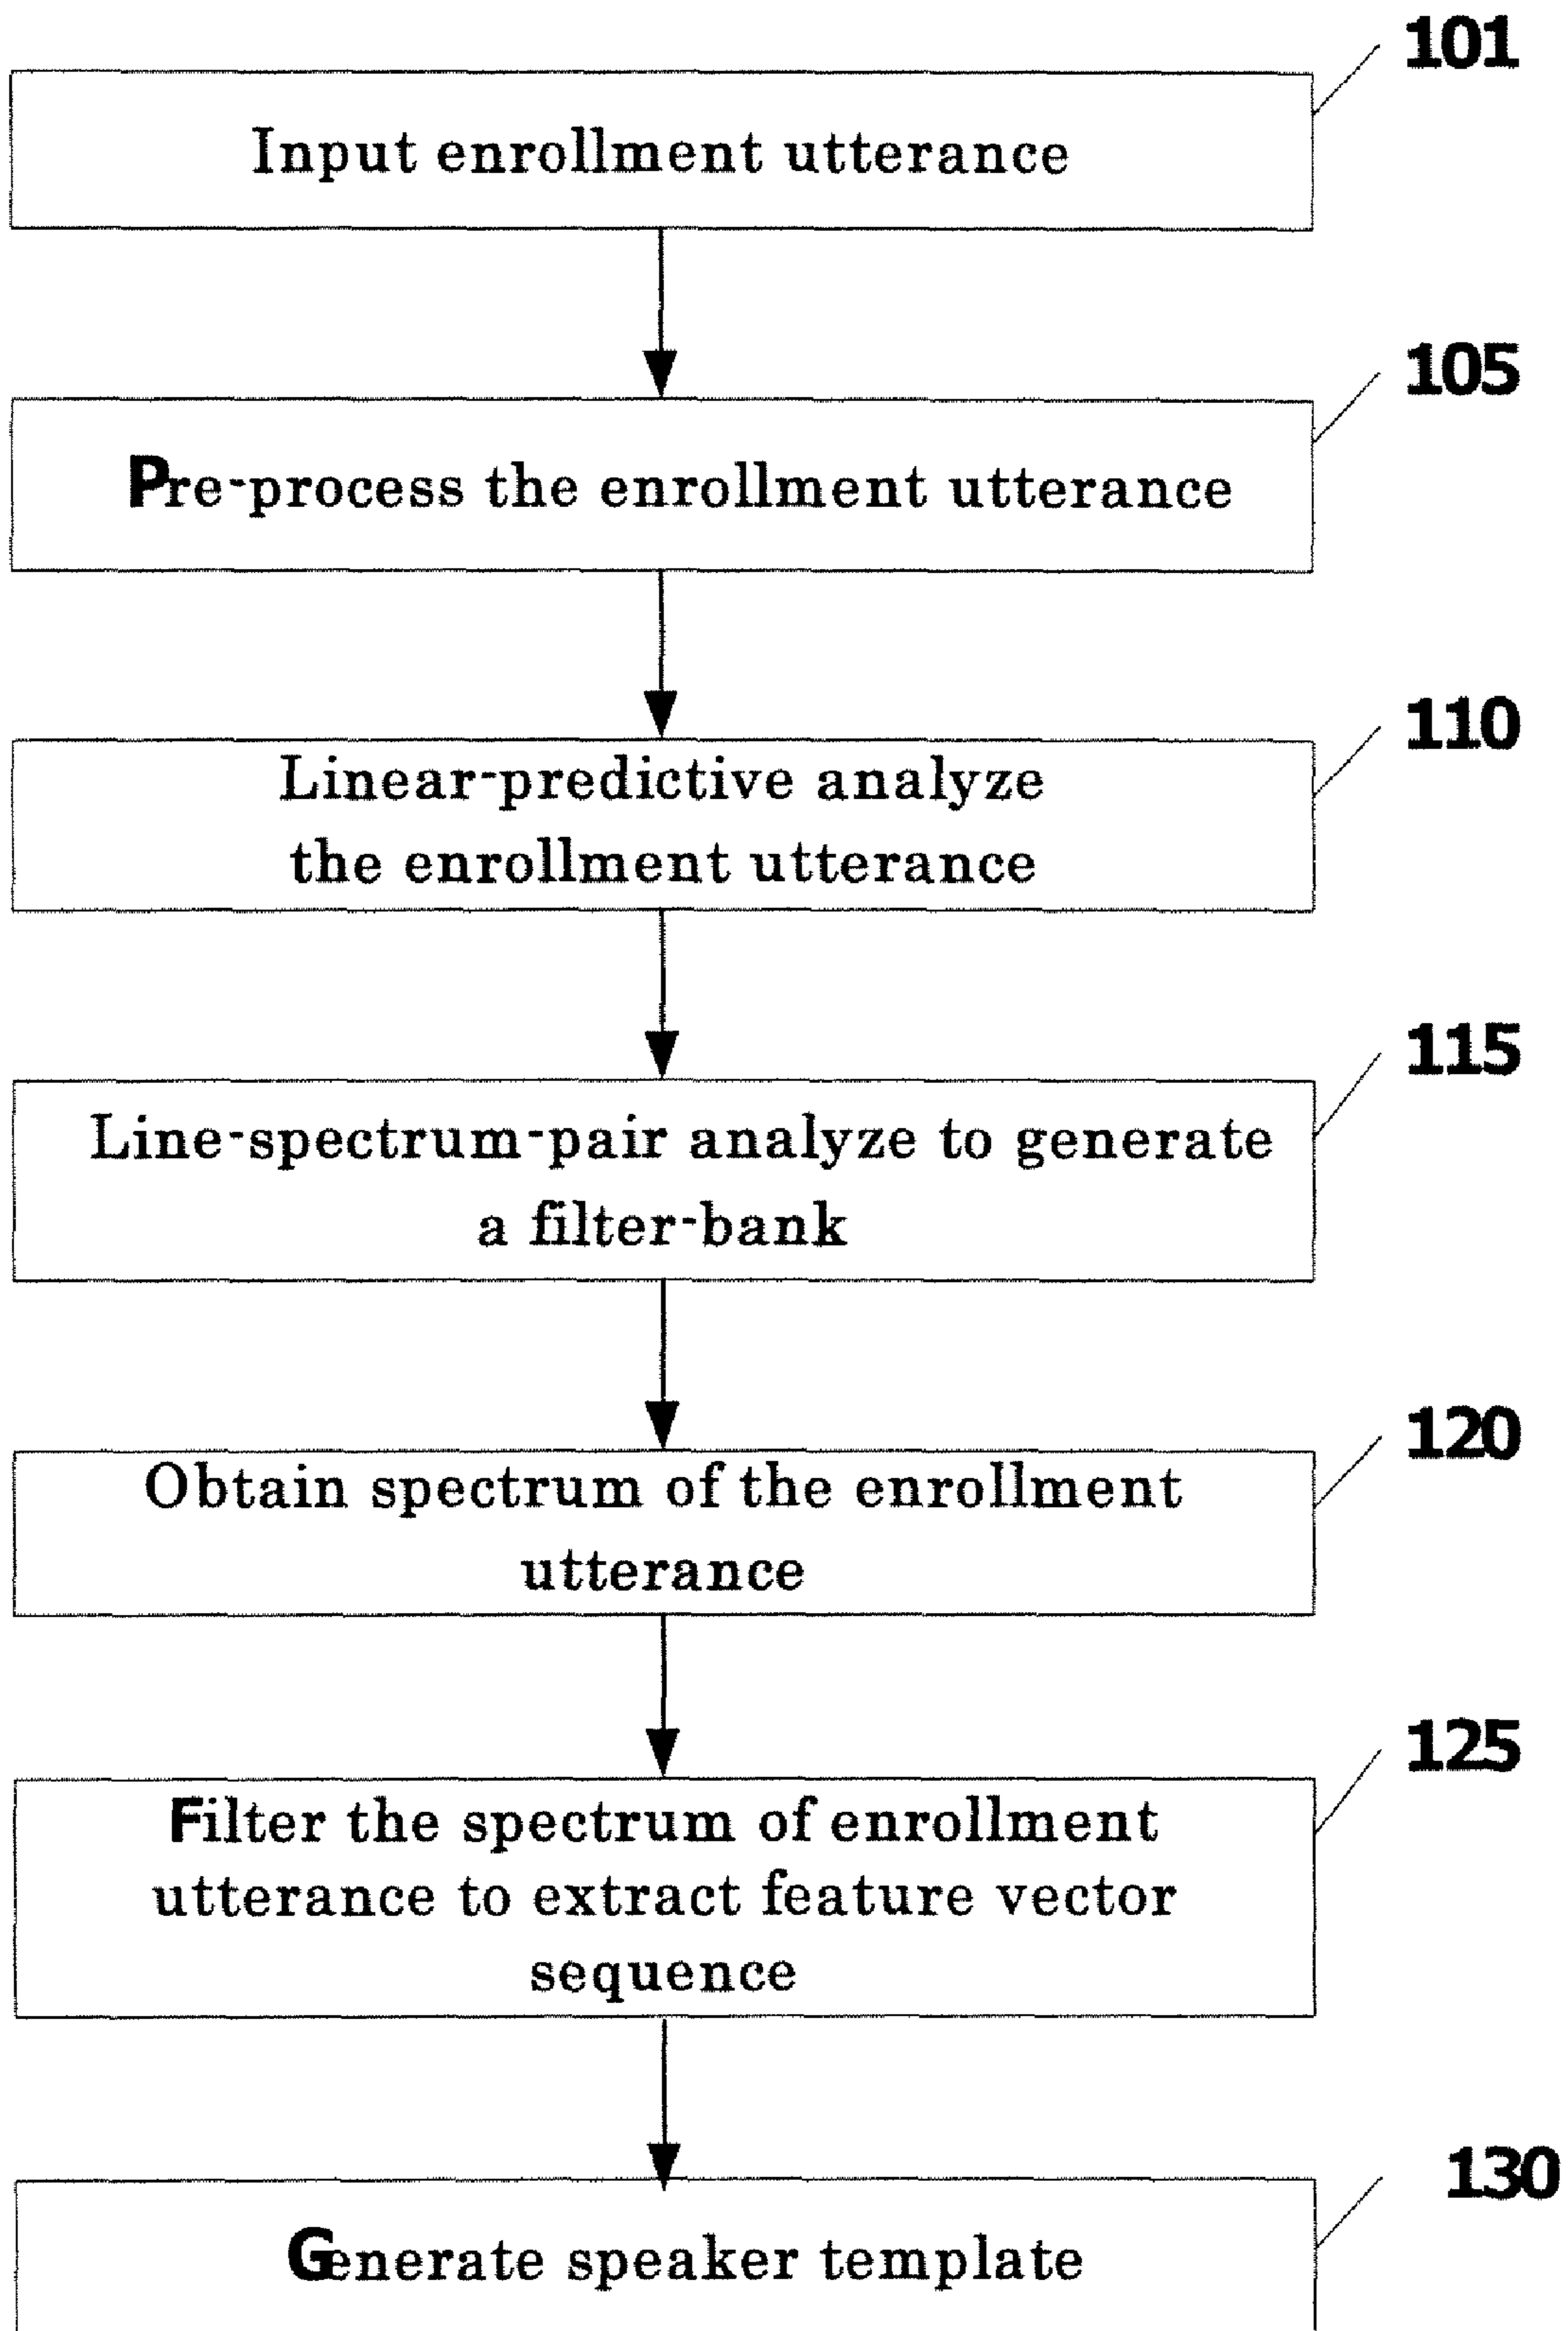 101
Input enrollment utterance
105
Pre-process the enrollment utterance
110
Linear-predictive analyze
the enrollment utterance
115
Line-spectrum-pair analyze to generate
a filter-bank
120
Obtain spectrum of the enrollment
utterance
125
Filter the spectrum of enrollment
utterance to extract feature vector
sequence
130
Generate speaker template